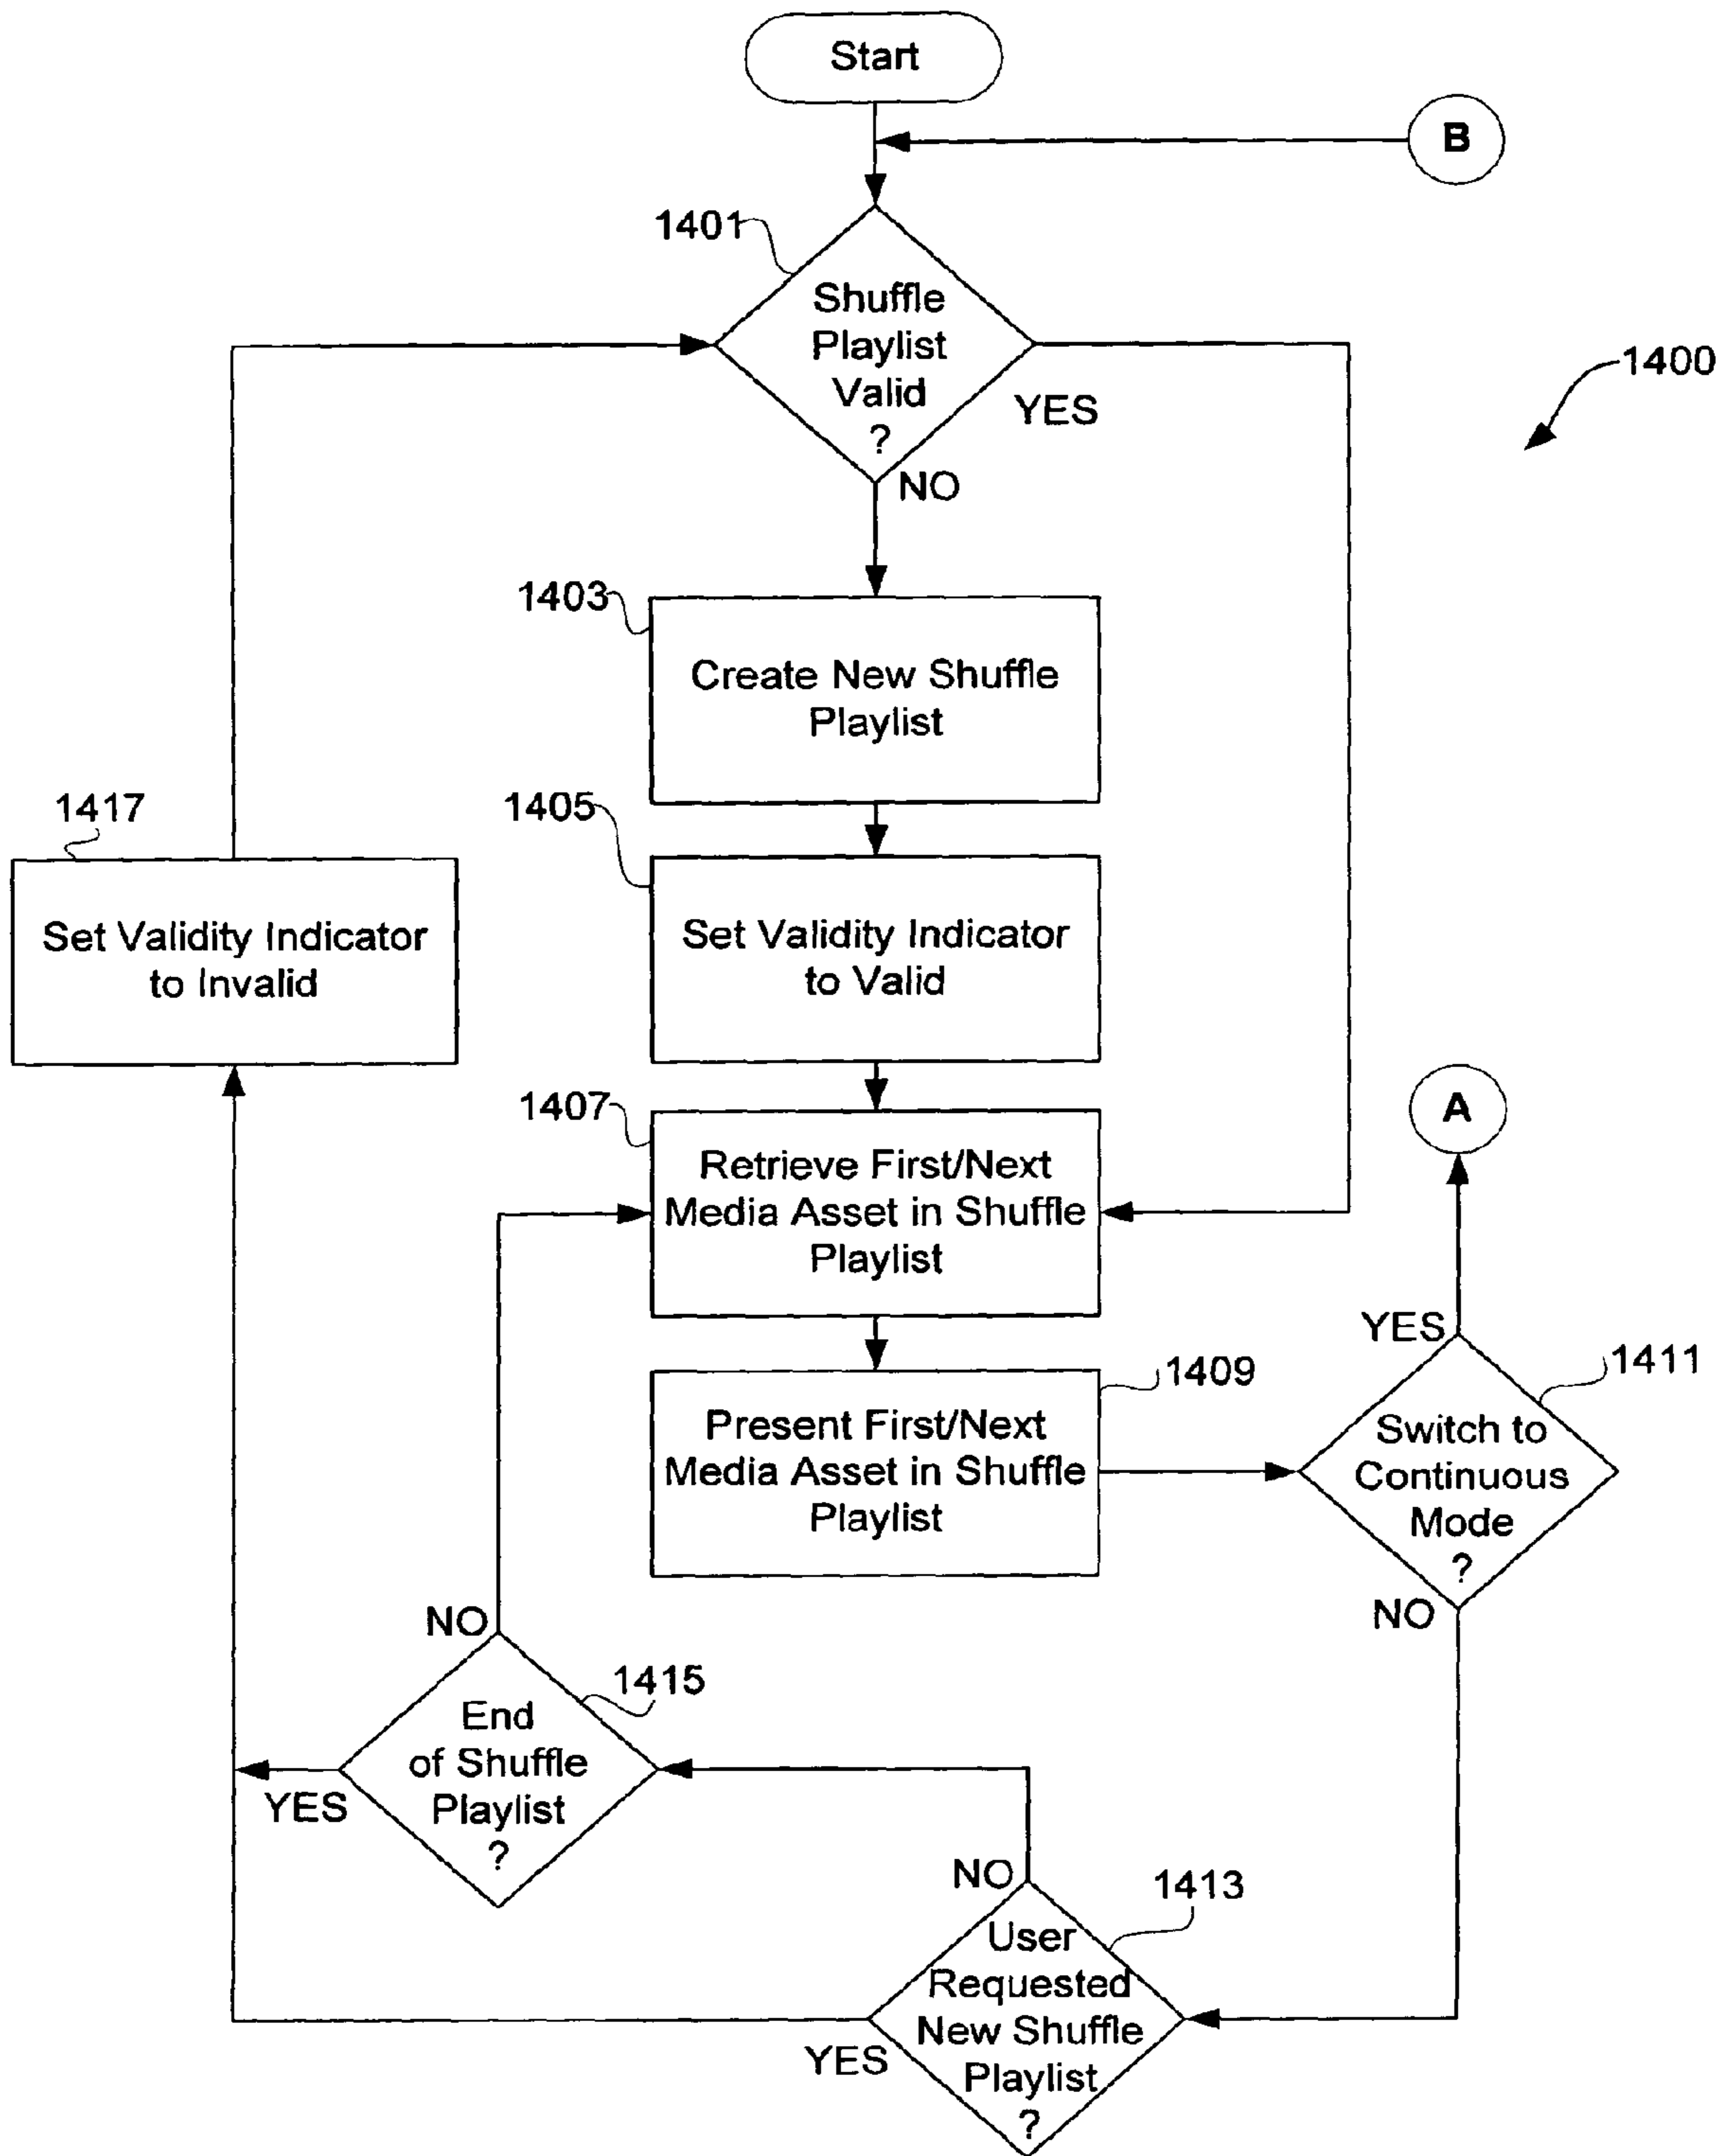 Start
B
1401
Shuffle
Playlist
Valid
?
YES
NO
1400
1403
Create New Shuffle
Playlist
1417
1405
Set Validity Indicator
to Invalid
Set Validity Indicator
to Valid
1407
A
Retrieve First/Next
Media Asset in Shuffle
Playlist
YES
1411
1409
Present First/Next
Media Asset in Shuffle
Playlist
Switch to
Continuous
Mode
?
NO
NO
1415
End
of Shuffle
Playlist
?
YES
NO
1413
User
Requested
New Shuffle
Playlist
?
YES